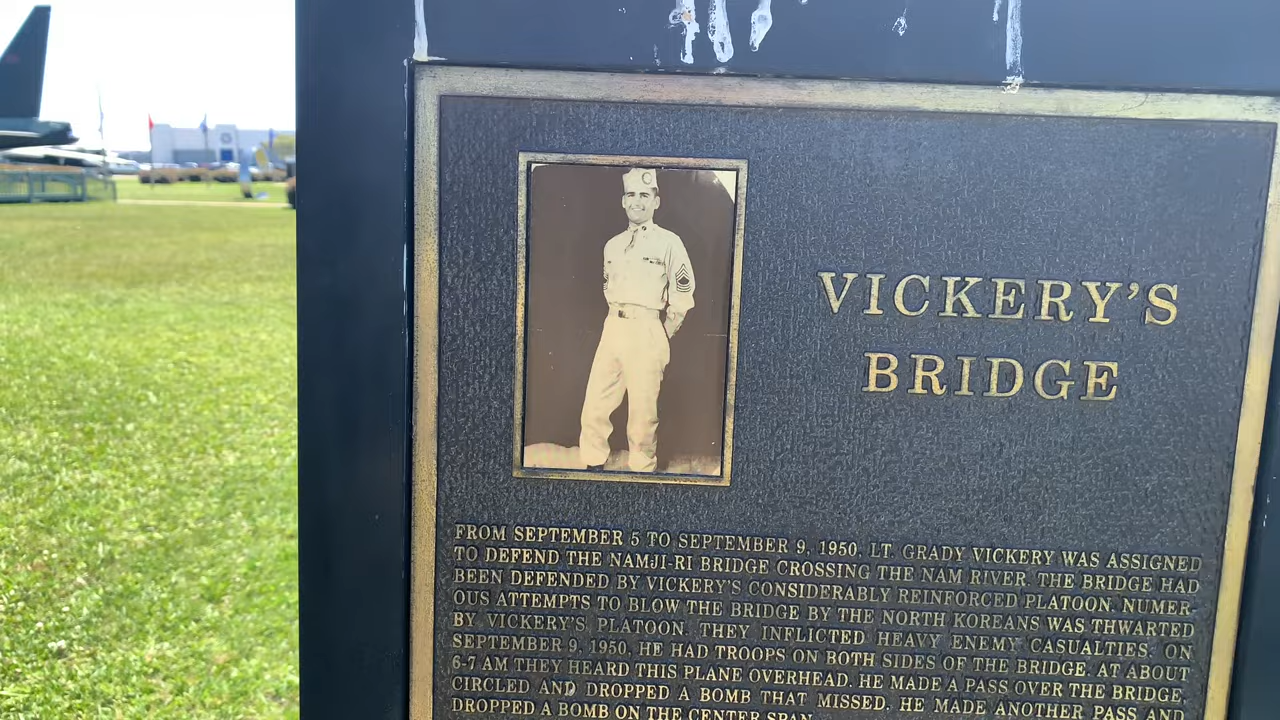 VICKERY'S
BRIDGE
FROM SEPTEMBER 5 TO SEPTEMBER 9, 1950, LT. GRADY VICKERY WAS ASSIGNED
TO DEFEND THE NAMJI-RI BRIDGE CROSSING THE NAM RIVER. THE BRIDGE HAD
BEEN DEFENDED BY VICKERY'S CONSIDERABLY REINFORCED PLATOON. NUMER-
OUS ATTEMPTS TO BLOW THE BRIDGE BY THE NORTH KOREANS WAS THWARTED
BY VICKERY'S PLATOON. THEY INFLICTED HEAVY ENEMY CASUALTIES. ON
SEPTEMBER 9, 1950, HE HAD TROOPS ON BOTH SIDES OF THE BRIDGE. AT ABOUT
6-7 AM THEY HEARD THIS PLANE OVERHEAD. HE MADE A PASS OVER THE BRIDGE,
CIRCLED AND DROPPED A BOMB THAT MISSED. HE MADE ANOTHER PASS AND
DROPPED A BOMB ON THE CENTER SPAN